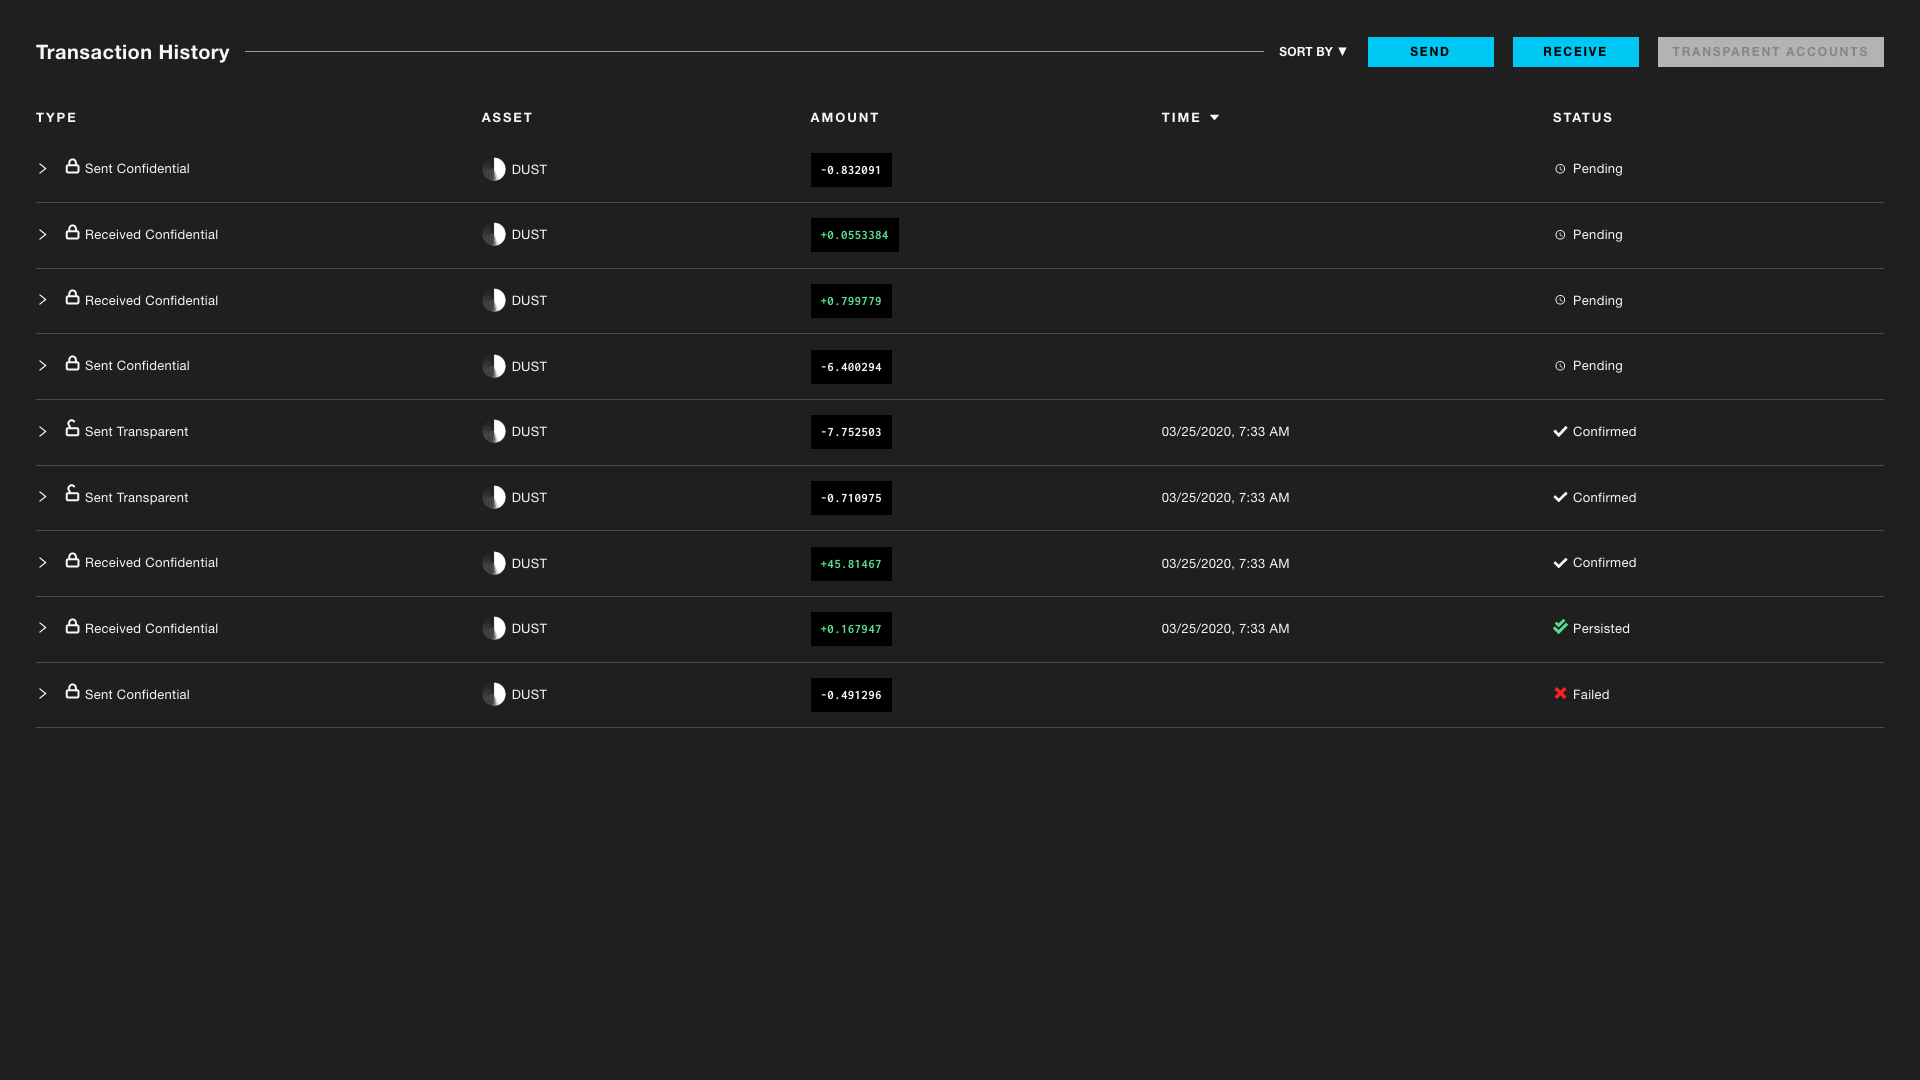 Transaction History SORT BY ▼ SEND RECEIVE TRANSPARENT ACCOUNTS
TYPE ASSET AMOUNT TIME ▼ STATUS
Sent Confidential DUST -0.832091 Pending
Received Confidential DUST +0.0553384 Pending
Received Confidential DUST +0.799779 Pending
Sent Confidential DUST -6.400294 Pending
Sent Transparent DUST -7.752503 03/25/2020, 7:33 AM Confirmed
Sent Transparent DUST -0.710975 03/25/2020, 7:33 AM Confirmed
Received Confidential DUST +45.81467 03/25/2020, 7:33 AM Confirmed
Received Confidential DUST +0.167947 03/25/2020, 7:33 AM Persisted
Sent Confidential DUST -0.491296 Failed